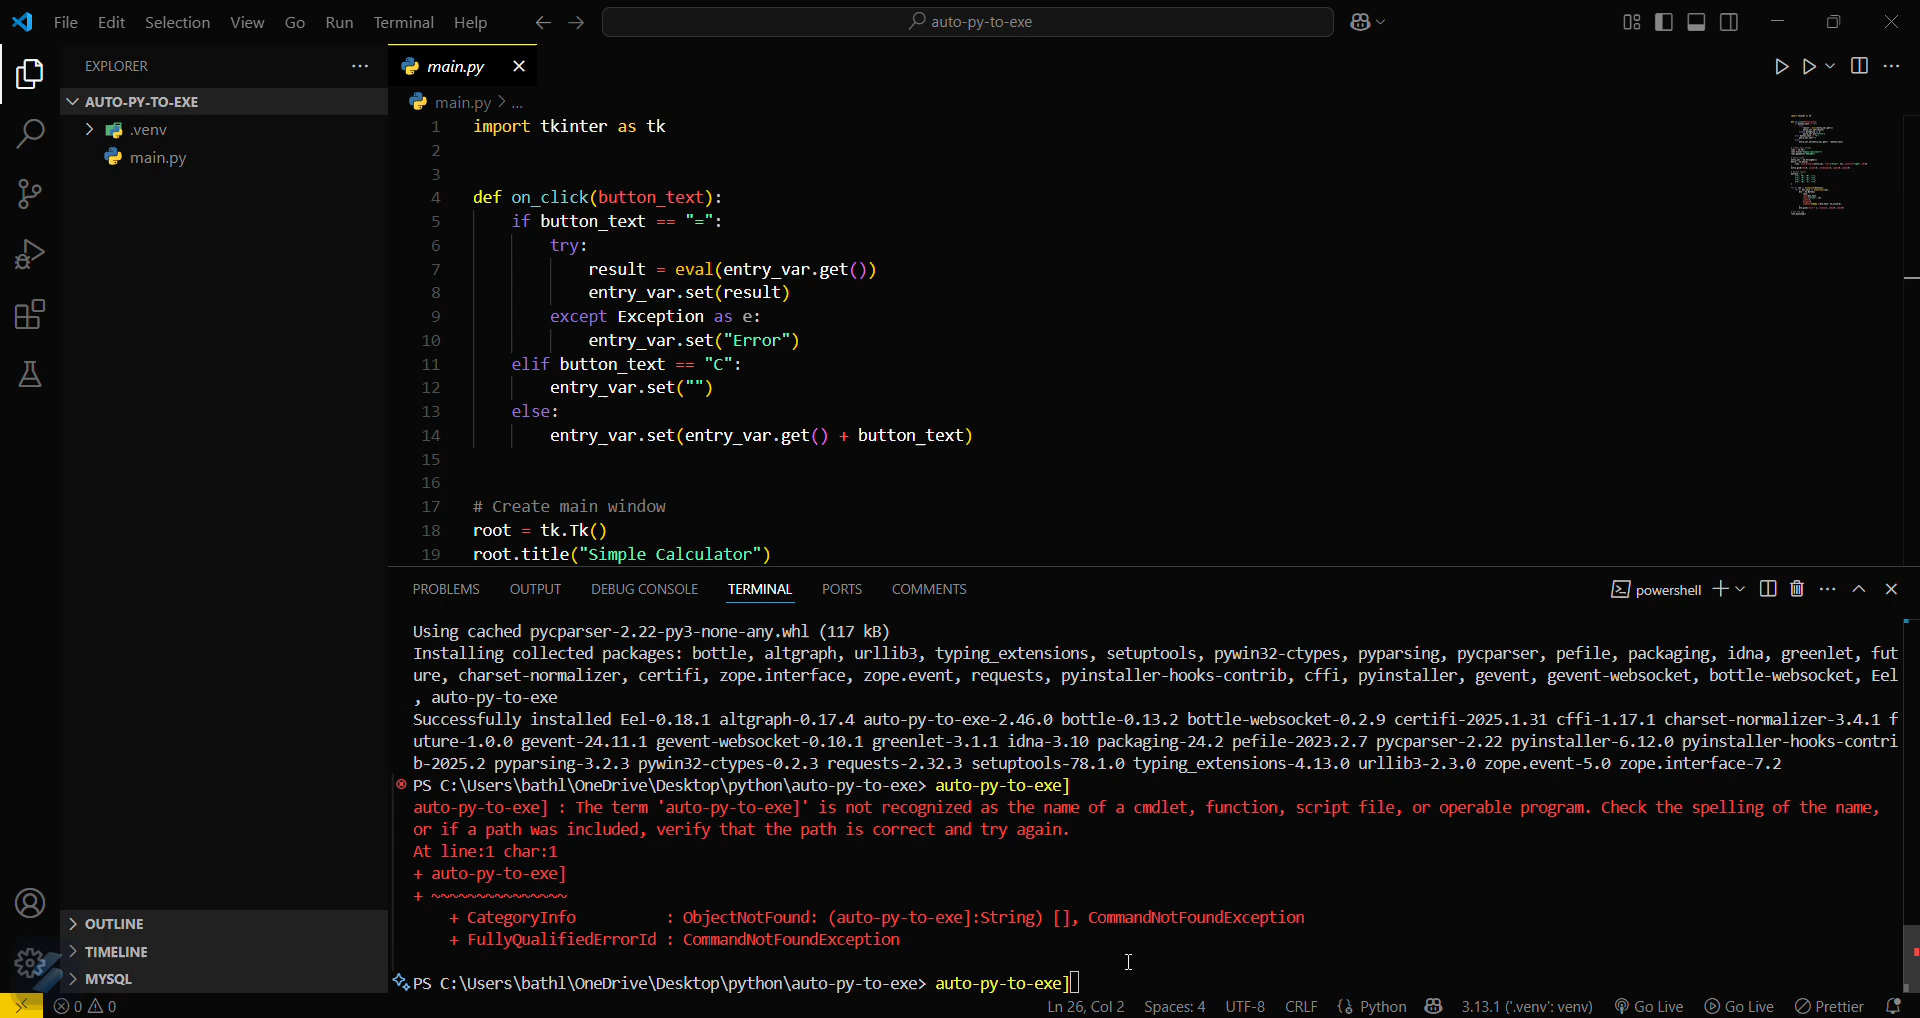 File Edit Selection View Go Run Terminal Help
auto-py-to-exe
EXPLORER
AUTO-PY-TO-EXE
.venv
main.py
OUTLINE
TIMELINE
MYSQL
main.py
main.py > ...
1 import tkinter as tk
2
3
4 def on_click(button_text):
5 if button_text == "=":
6 try:
7 result = eval(entry_var.get())
8 entry_var.set(result)
9 except Exception as e:
10 entry_var.set("Error")
11 elif button_text == "C":
12 entry_var.set("")
13 else:
14 entry_var.set(entry_var.get() + button_text)
15
16
17 # Create main window
18 root = tk.Tk()
19 root.title("Simple Calculator")
PROBLEMS OUTPUT DEBUG CONSOLE TERMINAL PORTS COMMENTS
powershell
Using cached pycparser-2.22-py3-none-any.whl (117 kB)
Installing collected packages: bottle, altgraph, urllib3, typing_extensions, setuptools, pywin32-ctypes, pyparsing, pycparser, pefile, packaging, idna, greenlet, fut
ure, charset-normalizer, certifi, zope.interface, zope.event, requests, pyinstaller-hooks-contrib, cffi, pyinstaller, gevent, gevent-websocket, bottle-websocket, Eel
, auto-py-to-exe
Successfully installed Eel-0.18.1 altgraph-0.17.4 auto-py-to-exe-2.46.0 bottle-0.13.2 bottle-websocket-0.2.9 certifi-2025.1.31 cffi-1.17.1 charset-normalizer-3.4.1 f
uture-1.0.0 gevent-24.11.1 gevent-websocket-0.10.1 greenlet-3.1.1 idna-3.10 packaging-24.2 pefile-2023.2.7 pycparser-2.22 pyinstaller-6.12.0 pyinstaller-hooks-contri
b-2025.2 pyparsing-3.2.3 pywin32-ctypes-0.2.3 requests-2.32.3 setuptools-78.1.0 typing_extensions-4.13.0 urllib3-2.3.0 zope.event-5.0 zope.interface-7.2
PS C:\Users\bathl\OneDrive\Desktop\python\auto-py-to-exe> auto-py-to-exe]
auto-py-to-exe] : The term 'auto-py-to-exe]' is not recognized as the name of a cmdlet, function, script file, or operable program. Check the spelling of the name,
or if a path was included, verify that the path is correct and try again.
At line:1 char:1
+ auto-py-to-exe]
+ ~~~~~~~~~~~~~~~
+ CategoryInfo : ObjectNotFound: (auto-py-to-exe]:String) [], CommandNotFoundException
+ FullyQualifiedErrorId : CommandNotFoundException
PS C:\Users\bathl\OneDrive\Desktop\python\auto-py-to-exe> auto-py-to-exe]
0 0 Ln 26, Col 2 Spaces: 4 UTF-8 CRLF {} Python 3.13.1 ('.venv': venv) Go Live Go Live Prettier